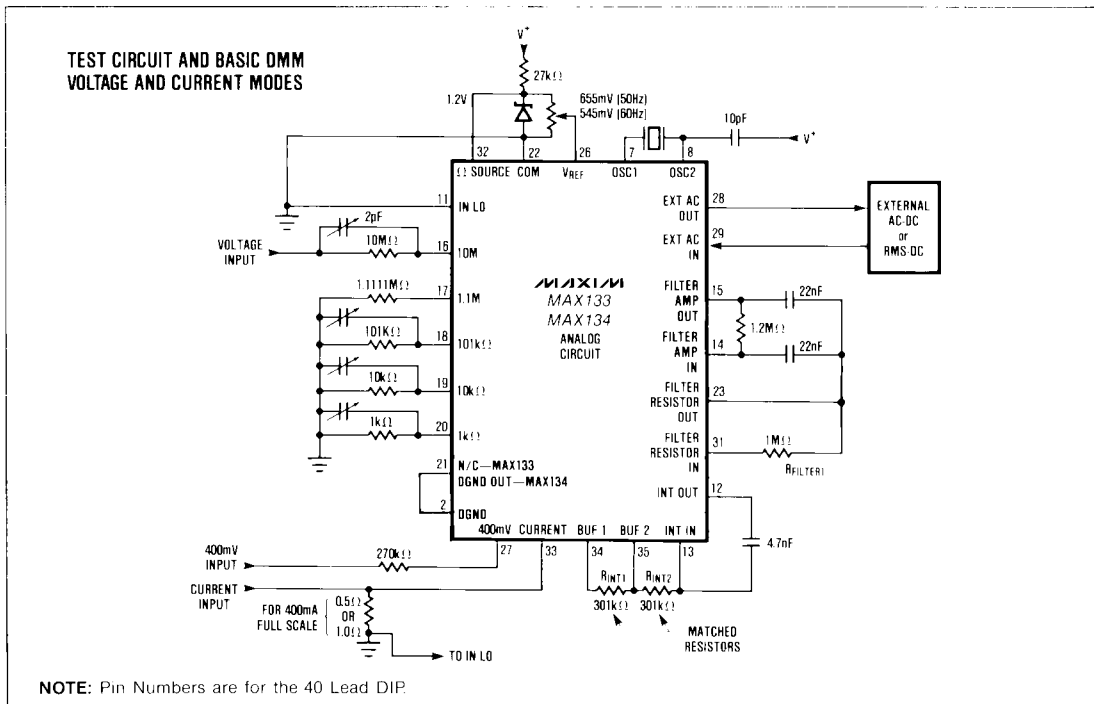 TEST CIRCUIT AND BASIC DMM
VOLTAGE AND CURRENT MODES
V+
27kΩ
1.2V
655mV (50Hz)
545mV (60Hz)
10pF
V+
32
22
26
7
8
Ω SOURCE
COM
VREF
OSC1
OSC2
11
IN LO
2pF
VOLTAGE
INPUT
10MΩ
16
10M
1.1111MΩ
17
1.1M
101KΩ
18
101kΩ
10kΩ
19
10kΩ
1kΩ
20
1kΩ
21
N/C—MAX133
DGND OUT—MAX134
2
DGND
MAXIM
MAX133
MAX134
ANALOG
CIRCUIT
EXT AC
OUT
28
EXT AC
IN
29
EXTERNAL
AC-DC
or
RMS-DC
FILTER
AMP
OUT
15
22nF
1.2MΩ
FILTER
AMP
IN
14
22nF
FILTER
RESISTOR
OUT
23
FILTER
RESISTOR
IN
31
1MΩ
RFILTER1
INT OUT
12
4.7nF
400mV
CURRENT
BUF 1
BUF 2
INT IN
27
33
34
35
13
400mV
INPUT
270kΩ
CURRENT
INPUT
FOR 400mA
FULL SCALE
0.5Ω
OR
1.0Ω
TO IN LO
RINT1
RINT2
301kΩ
301kΩ
MATCHED
RESISTORS
NOTE: Pin Numbers are for the 40 Lead DIP.